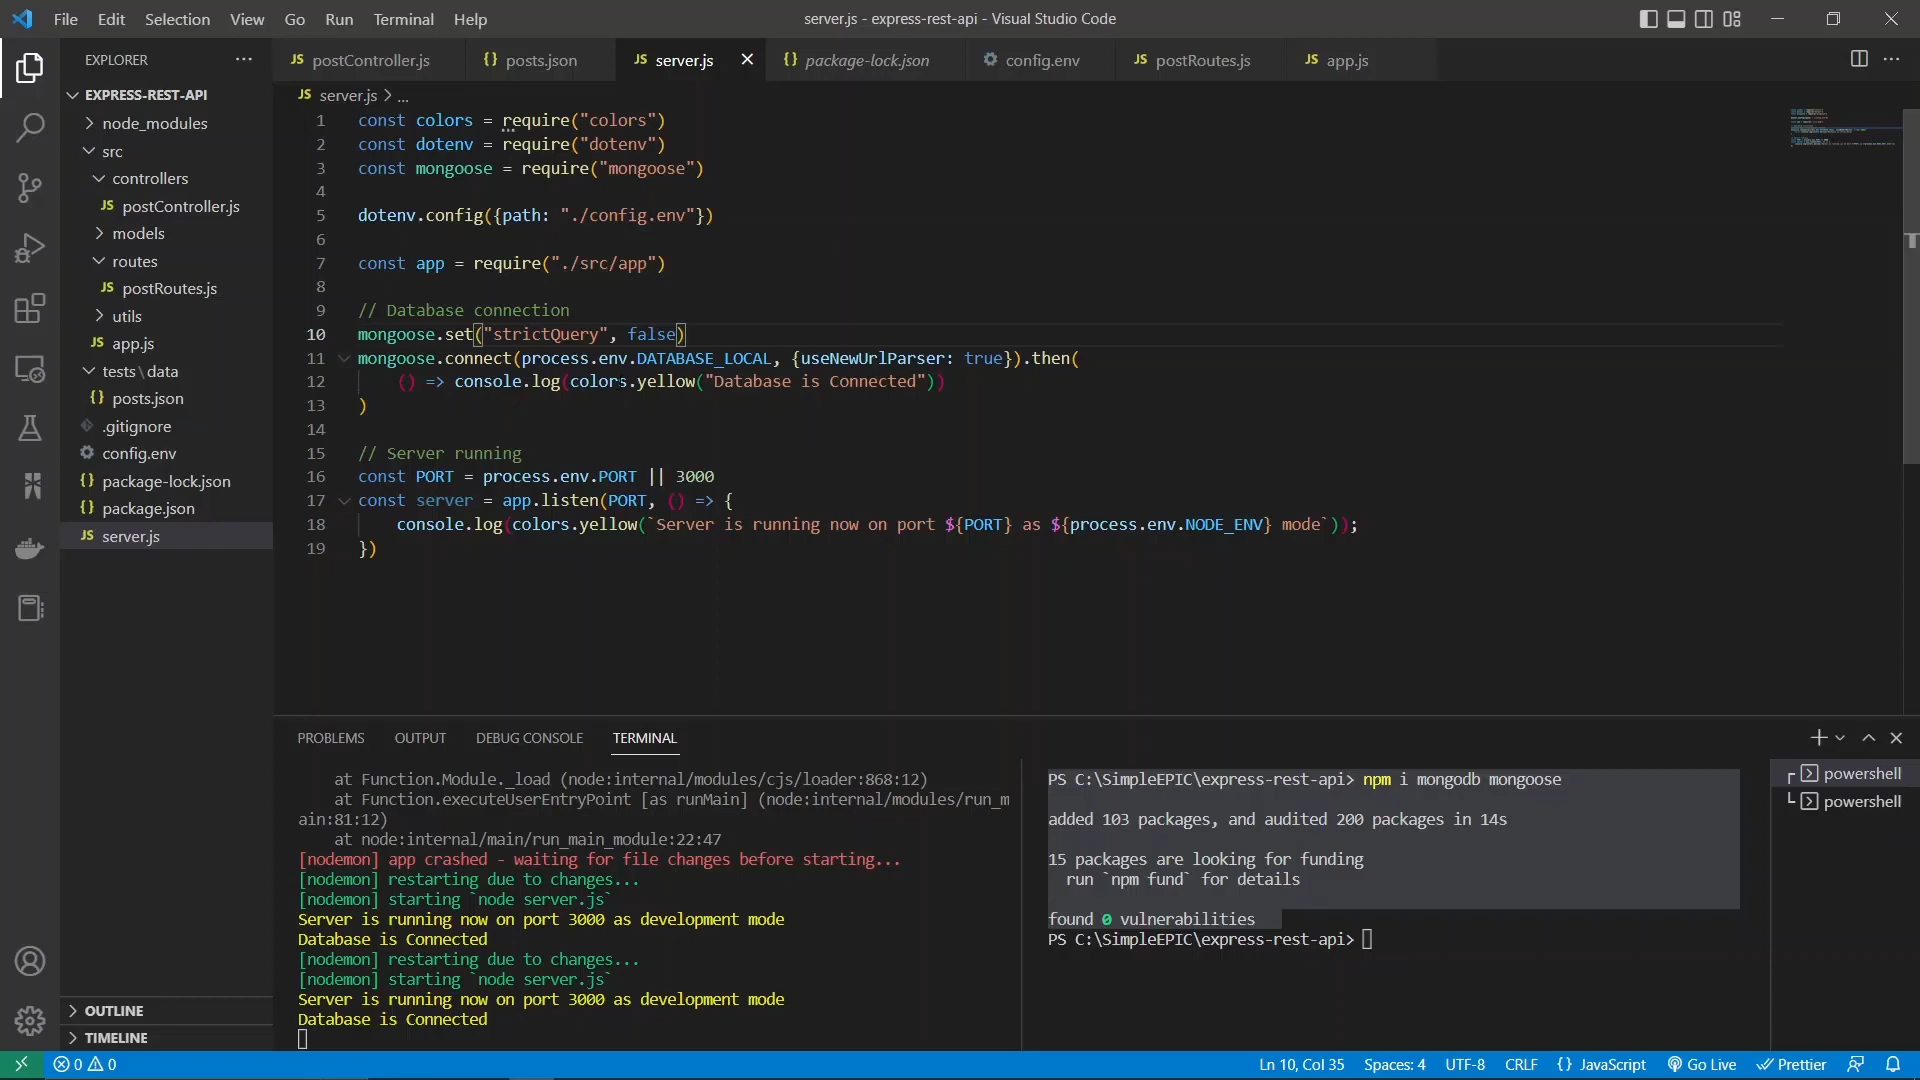 File Edit Selection View Go Run Terminal Help
server.js - express-rest-api - Visual Studio Code
EXPLORER
EXPRESS-REST-API
node_modules
src
controllers
JS postController.js
models
routes
JS postRoutes.js
utils
JS app.js
tests\data
{} posts.json
.gitignore
config.env
{} package-lock.json
{} package.json
JS server.js
OUTLINE
TIMELINE
JS postController.js {} posts.json JS server.js {} package-lock.json config.env JS postRoutes.js JS app.js
JS server.js > ...
1 const colors = require("colors")
2 const dotenv = require("dotenv")
3 const mongoose = require("mongoose")
4
5 dotenv.config({path: "./config.env"})
6
7 const app = require("./src/app")
8
9 // Database connection
10 mongoose.set("strictQuery", false)
11 mongoose.connect(process.env.DATABASE_LOCAL, {useNewUrlParser: true}).then(
12 () => console.log(colors.yellow("Database is Connected"))
13 )
14
15 // Server running
16 const PORT = process.env.PORT || 3000
17 const server = app.listen(PORT, () => {
18 console.log(colors.yellow(`Server is running now on port ${PORT} as ${process.env.NODE_ENV} mode`));
19 })
PROBLEMS OUTPUT DEBUG CONSOLE TERMINAL
at Function.Module._load (node:internal/modules/cjs/loader:868:12)
at Function.executeUserEntryPoint [as runMain] (node:internal/modules/run_m
ain:81:12)
at node:internal/main/run_main_module:22:47
[nodemon] app crashed - waiting for file changes before starting...
[nodemon] restarting due to changes...
[nodemon] starting `node server.js`
Server is running now on port 3000 as development mode
Database is Connected
[nodemon] restarting due to changes...
[nodemon] starting `node server.js`
Server is running now on port 3000 as development mode
Database is Connected
PS C:\SimpleEPIC\express-rest-api> npm i mongodb mongoose
added 103 packages, and audited 200 packages in 14s
15 packages are looking for funding
run `npm fund` for details
found 0 vulnerabilities
PS C:\SimpleEPIC\express-rest-api>
powershell
powershell
0 0
Ln 10, Col 35 Spaces: 4 UTF-8 CRLF {} JavaScript Go Live Prettier